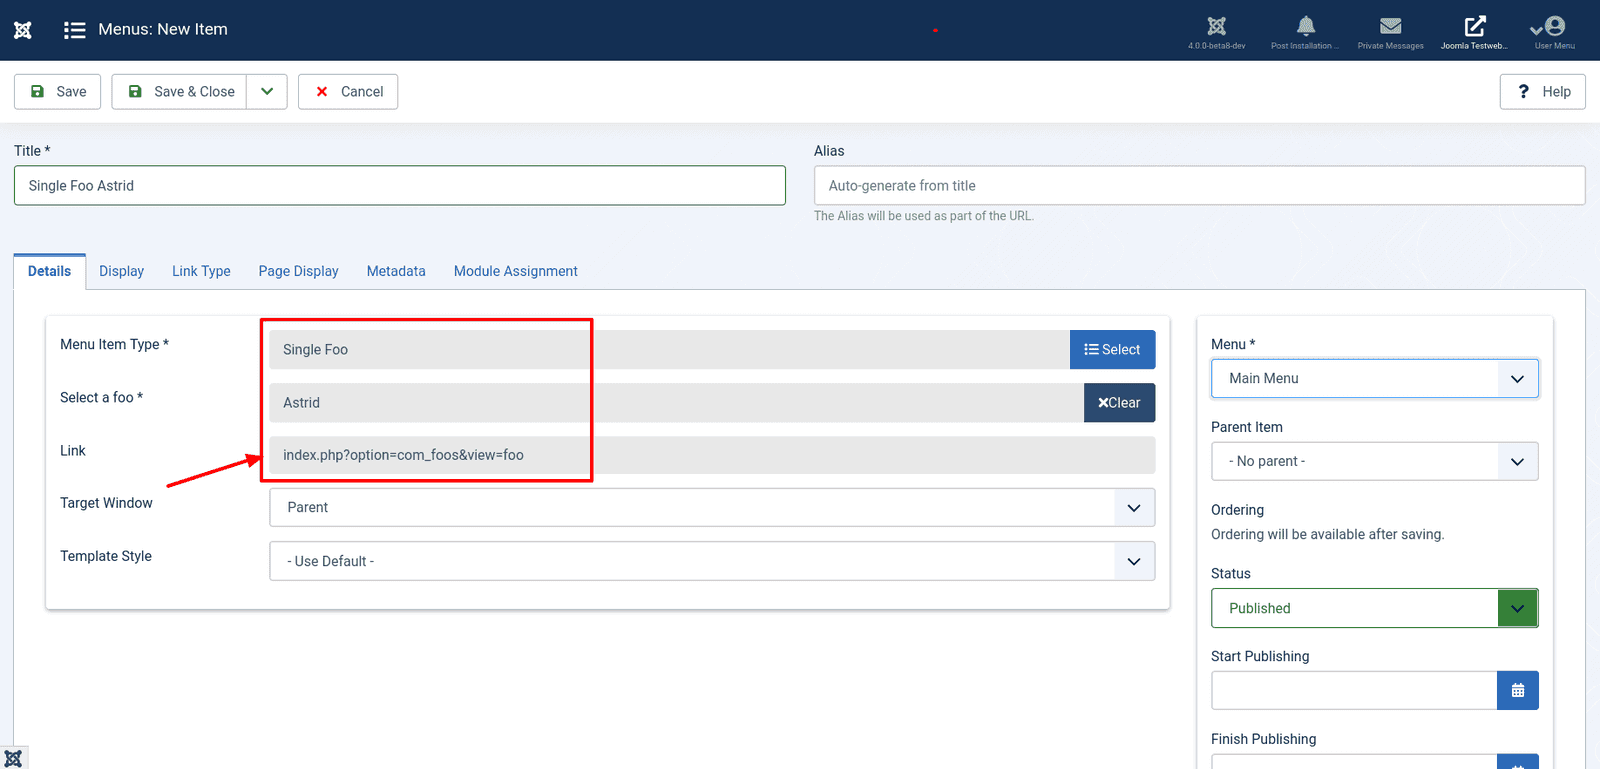 Menus: New Item
4.0.0-beta8-dev
Post Installation ...
Private Messages
Joomla Testweb...
User Menu
Save
Save & Close
Cancel
? Help
Title *
Single Foo Astrid
Alias
Auto-generate from title
The Alias will be used as part of the URL.
Details
Display
Link Type
Page Display
Metadata
Module Assignment
Menu Item Type *
Single Foo
Select
Select a foo *
Astrid
Clear
Link
index.php?option=com_foos&view=foo
Target Window
Parent
Template Style
- Use Default -
Menu *
Main Menu
Parent Item
- No parent -
Ordering
Ordering will be available after saving.
Status
Published
Start Publishing
Finish Publishing